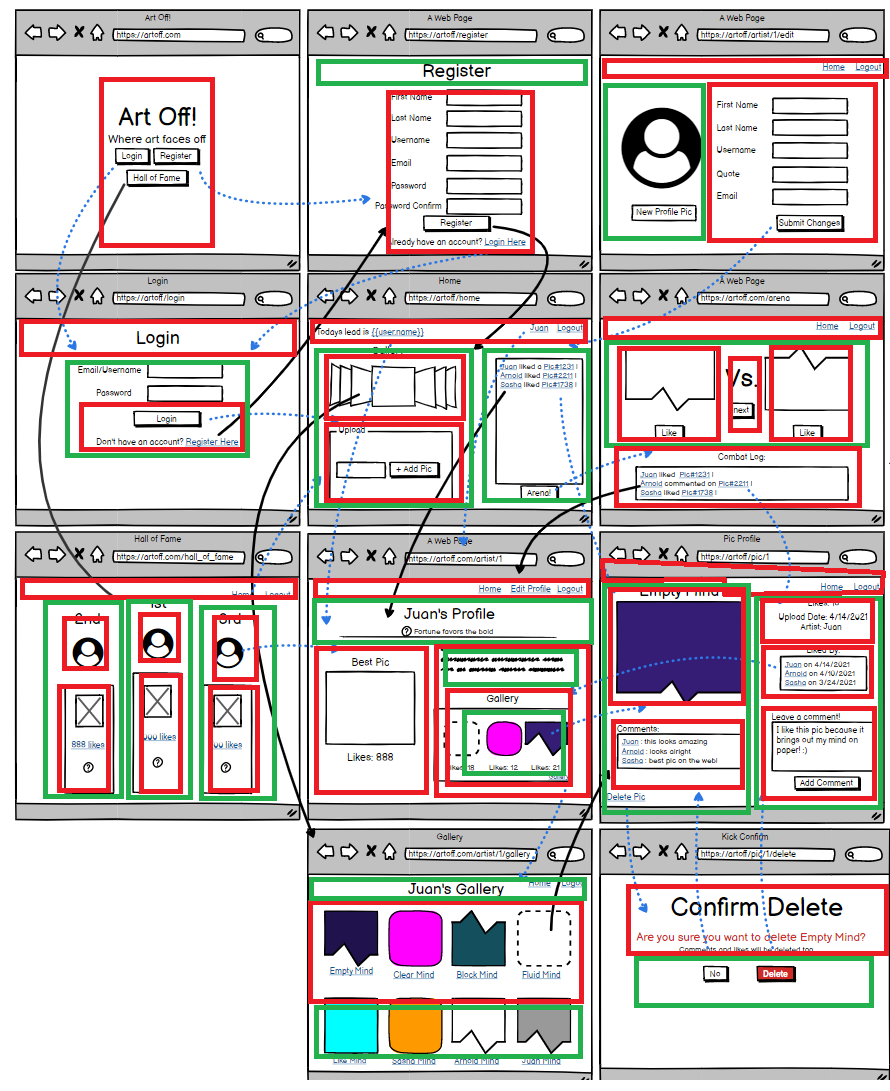 Art Off!
https://artoff.com
Art Off!
Where art faces off
Login
Register
Hall of Fame
A Web Page
https://artoff/register
Register
First Name
Last Name
Username
Email
Password
Password Confirm
Register
Already have an account? Login Here
A Web Page
https://artoff/artist/1/edit
Home Logout
First Name
Last Name
Username
Quote
Email
New Profile Pic
Submit Changes
Login
https://artoff/login
Login
Email/Username
Password
Login
Don't have an account? Register Here
Home
https://artoff/home
Todays lead is {{username}}
Juan Logout
Juan liked a Pic#1231 !
Arnold liked Pic#2211 !
Sasha liked Pic#1738 !
Upload
+ Add Pic
Arena!
A Web Page
https://artoff.com/arena
Home Logout
Vs.
next
Like
Like
Combat Log:
Juan liked Pic#1231 !
Arnold commented on Pic#2211 !
Sasha liked Pic#1738 !
Hall of Fame
https://artoff.com/hall_of_fame
Home Logout
2nd
1st
3rd
888 likes
likes
likes
A Web Page
https://artoff.com/artist/1
Home Edit Profile Logout
Juan's Profile
Fortune favors the bold
Best Pic
Likes: 888
Gallery
Likes: 18
Likes: 12
Likes: 21
Gallery
Pic Profile
https://artoff/pic/1
Home Logout
Empty Mind
Likes:
Upload Date: 4/14/2021
Artist: Juan
Liked By:
Juan on 4/14/2021
Arnold on 4/10/2021
Sasha on 3/24/2021
Comments:
Juan : this looks amazing
Arnold : looks alright
Sasha : best pic on the web!
Leave a comment!
I like this pic because it
brings out my mind on
paper! :)
Add Comment
Delete Pic
Gallery
https://artoff.com/artist/1/gallery
Juan's Gallery
Home Logout
Empty Mind
Clear Mind
Block Mind
Fluid Mind
Like Mind
Sasha Mind
Arnold Mind
Juan Mind
Kick Confirm
https://artoff/pic/1/delete
Confirm Delete
Are you sure you want to delete Empty Mind?
Comments and likes will be deleted too
No
Delete